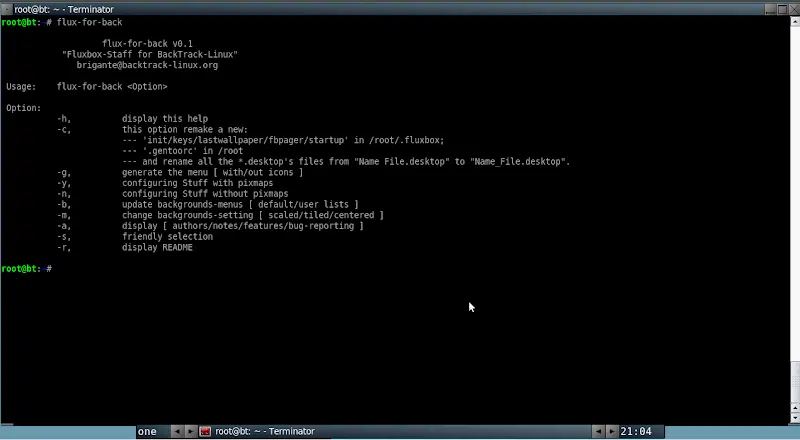 root@bt: ~ - Terminator
root@bt:~# flux-for-back
flux-for-back v0.1
"Fluxbox-Staff for BackTrack-Linux"
brigante@backtrack-linux.org
Usage: flux-for-back <Option>
Option:
-h, display this help
-c, this option remake a new:
--- 'init/keys/lastwallpaper/fbpager/startup' in /root/.fluxbox;
--- '.gentoorc' in /root
--- and rename all the *.desktop's files from "Name File.desktop" to "Name_File.desktop".
-g, generate the menu [ with/out icons ]
-y, configuring Stuff with pixmaps
-n, configuring Stuff without pixmaps
-b, update backgrounds-menus [ default/user lists ]
-m, change backgrounds-setting [ scaled/tiled/centered ]
-a, display [ authors/notes/features/bug-reporting ]
-s, friendly selection
-r, display README
root@bt:~#
one root@bt: ~ - Terminator 21:04